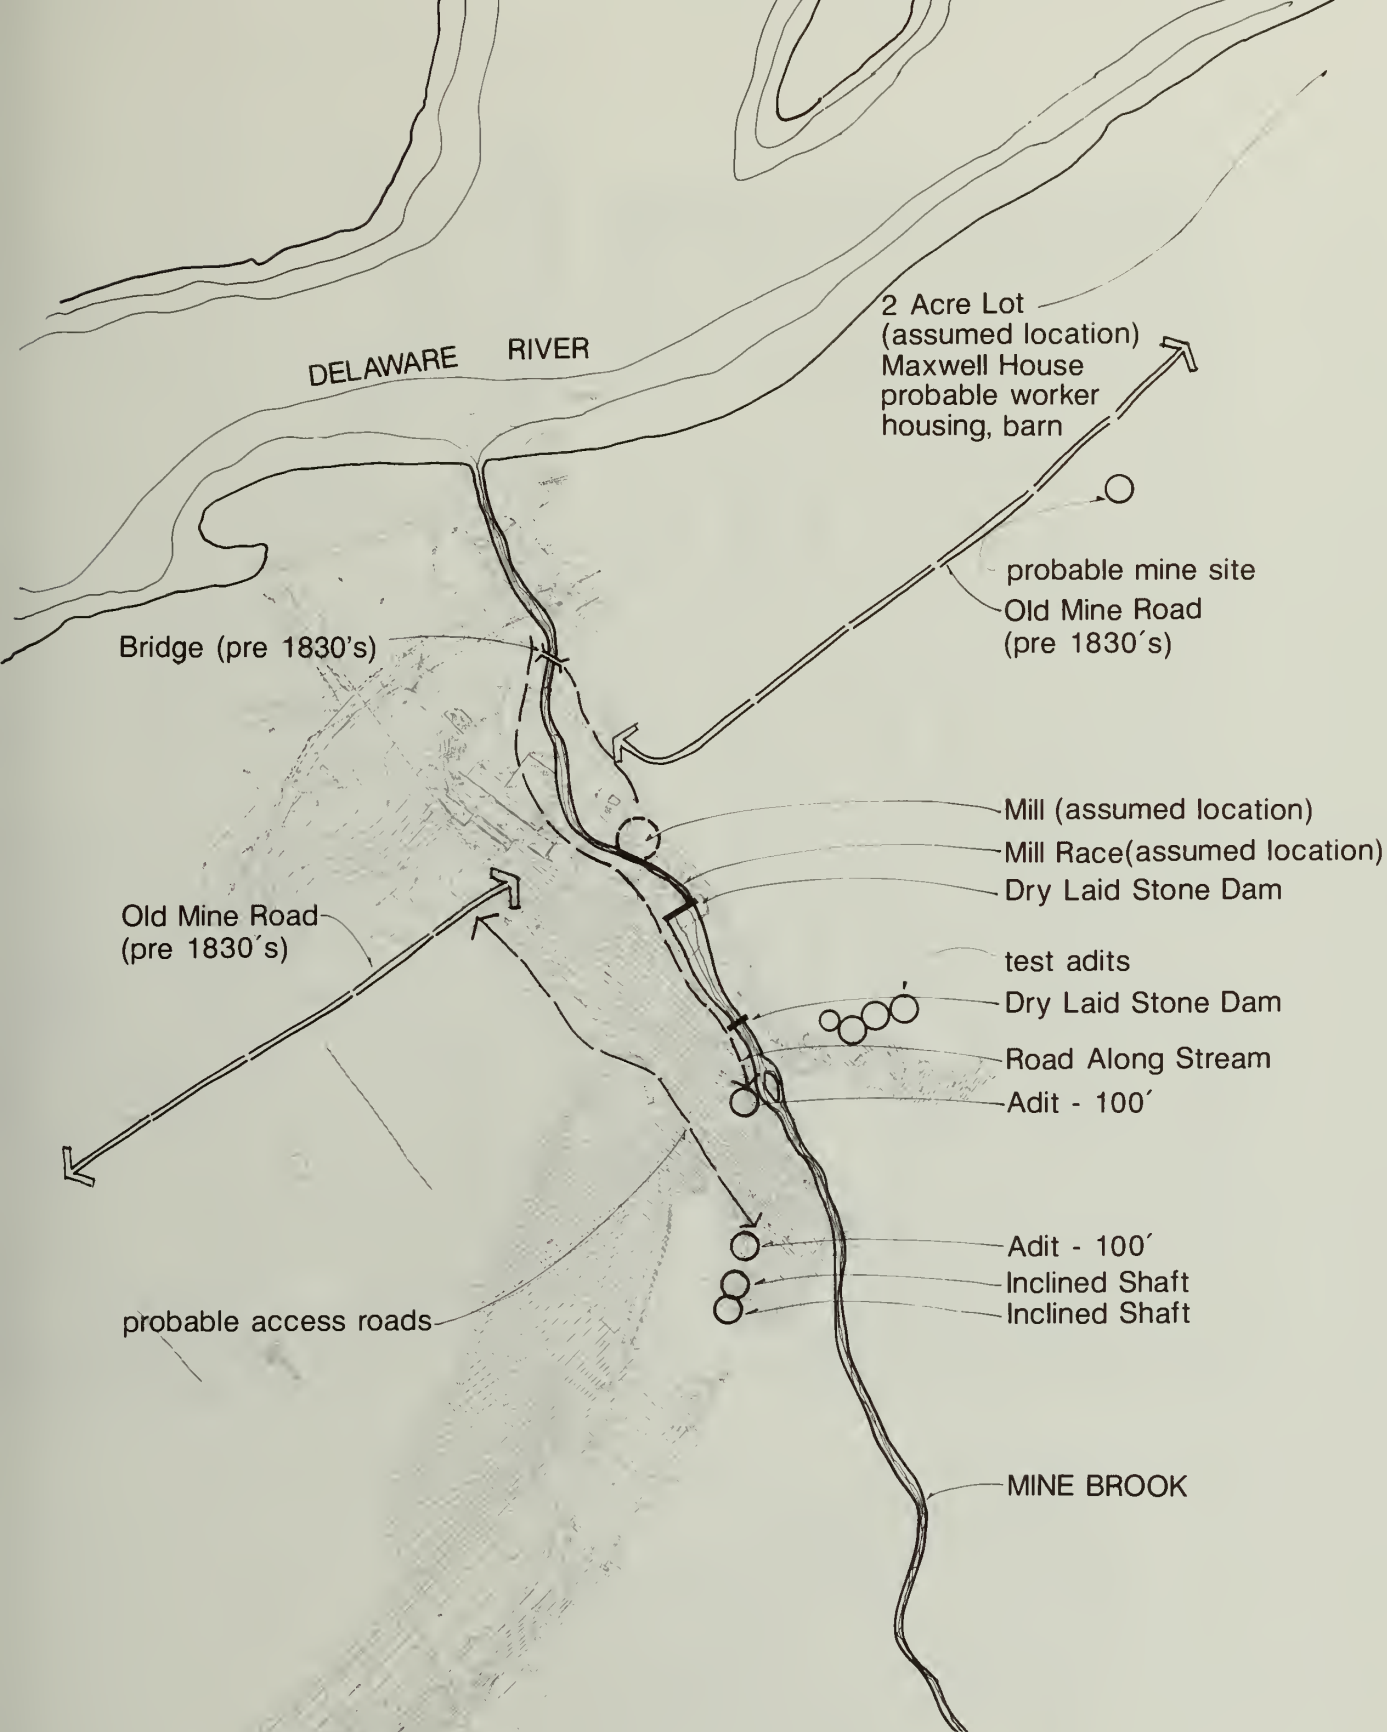 DELAWARE RIVER
2 Acre Lot
(assumed location)
Maxwell House
probable worker
housing, barn
probable mine site
Old Mine Road
(pre 1830's)
Bridge (pre 1830's)
Mill (assumed location)
Mill Race(assumed location)
Dry Laid Stone Dam
Old Mine Road
(pre 1830's)
test adits
Dry Laid Stone Dam
Road Along Stream
Adit - 100'
Adit - 100'
Inclined Shaft
Inclined Shaft
probable access roads
MINE BROOK